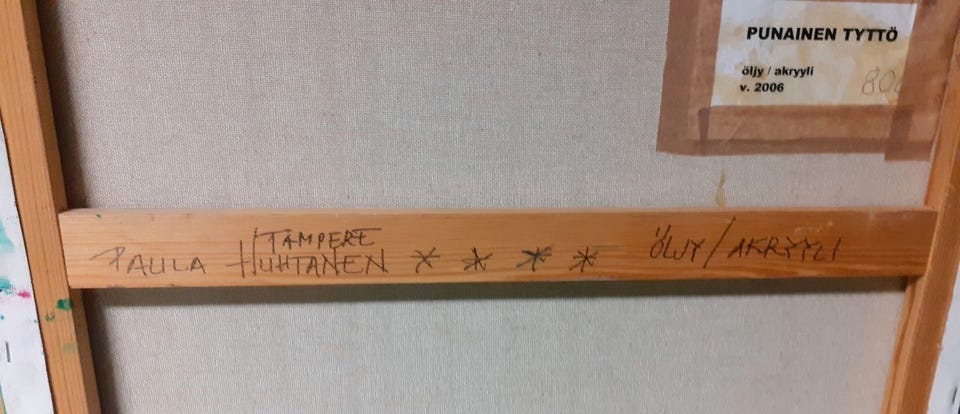 PUNAINEN TYTTÖ
öljy / akryyli
v. 2006
TAMPERE
PAULA HUHTANEN * * * * ÖLJY / AKRYYLI